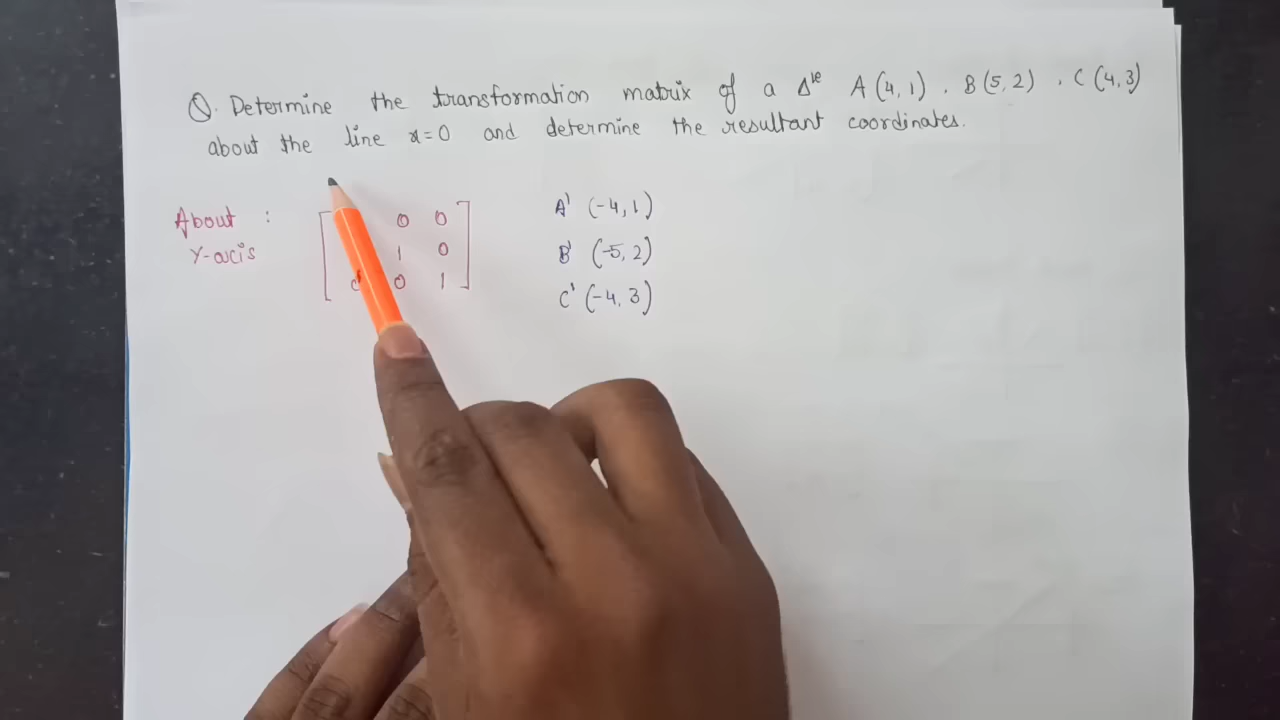 Q. Determine the transformation matrix of a Δle A (4, 1) . B (5, 2) . C (4, 3)
about the line x=0 and determine the resultant coordinates.
About :
Y-axis
0 0
1 0
0 1
A' (-4, 1)
B' (-5, 2)
C' (-4, 3)